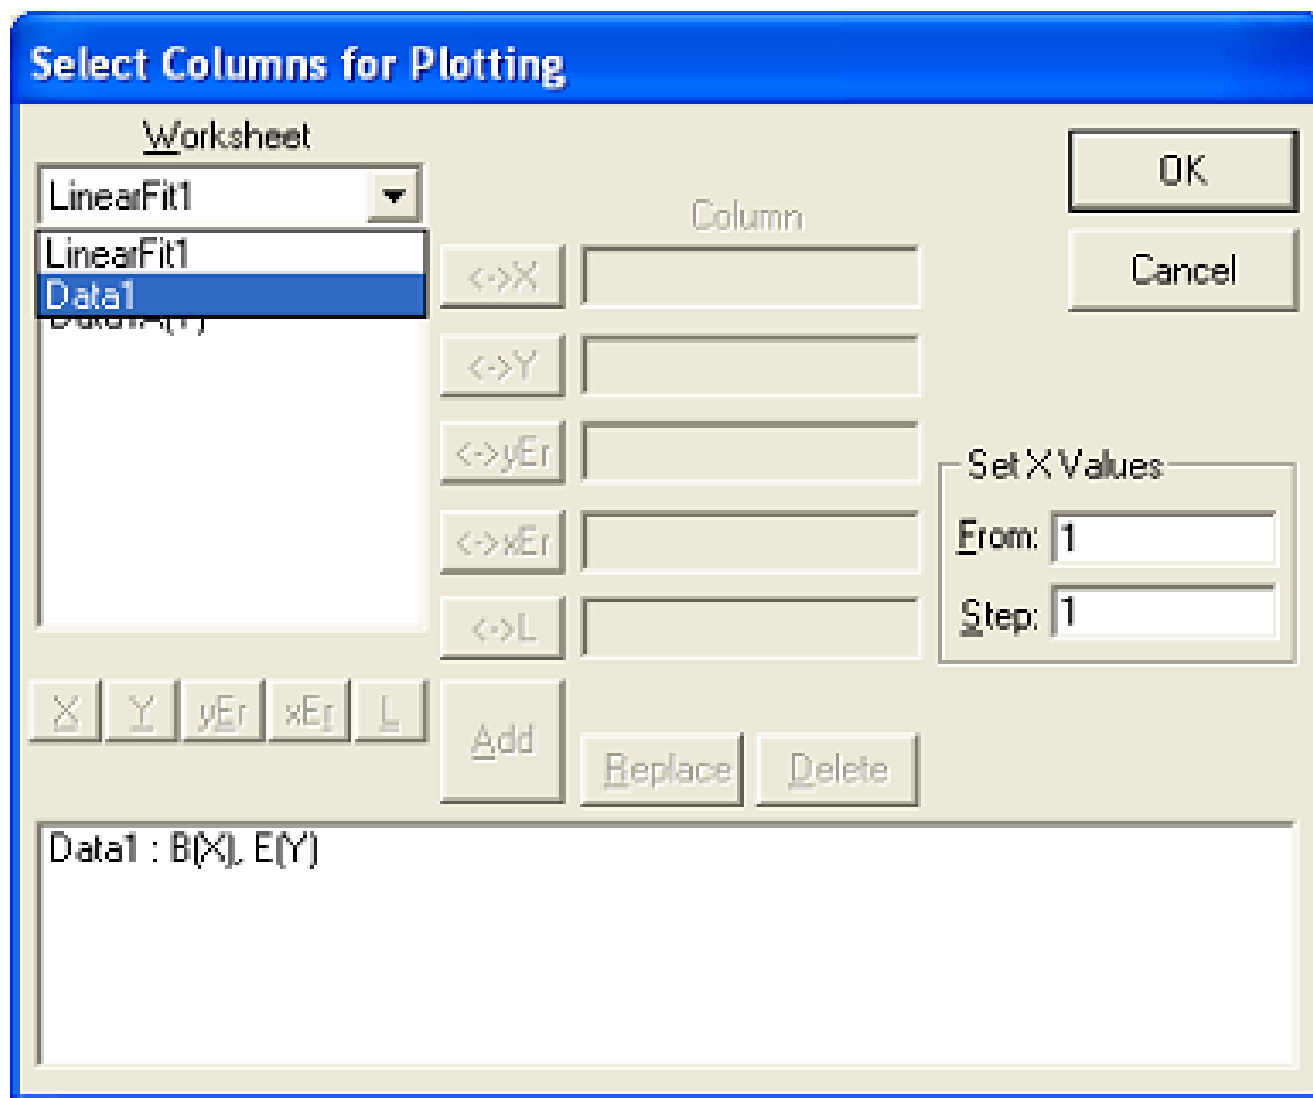 Select Columns for Plotting
Worksheet
LinearFit1
LinearFit1
Data1
Column
<->X
<->Y
<->yEr
<->xEr
<->L
OK
Cancel
Set X Values
From: 1
Step: 1
X Y yEr xEr L
Add
Replace Delete
Data1 : B(X), E(Y)